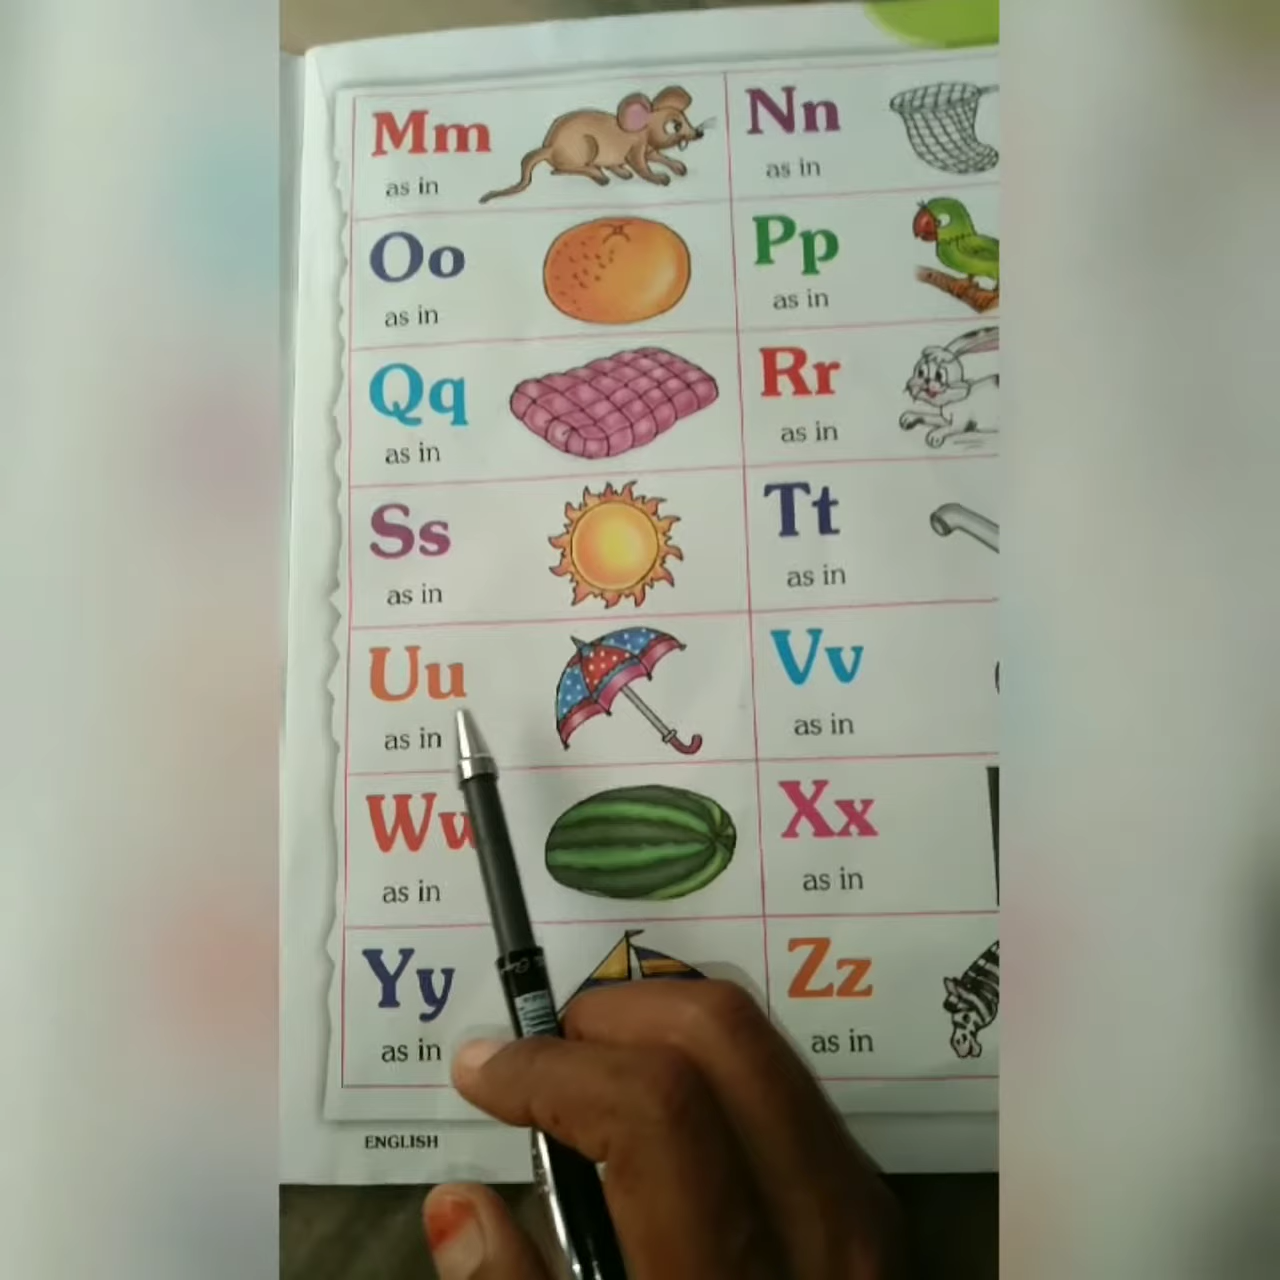 Mm
as in
Nn
as in
Oo
as in
Pp
as in
Qq
as in
Rr
as in
Ss
as in
Tt
as in
Uu
as in
Vv
as in
Ww
as in
Xx
as in
Yy
as in
Zz
as in
ENGLISH